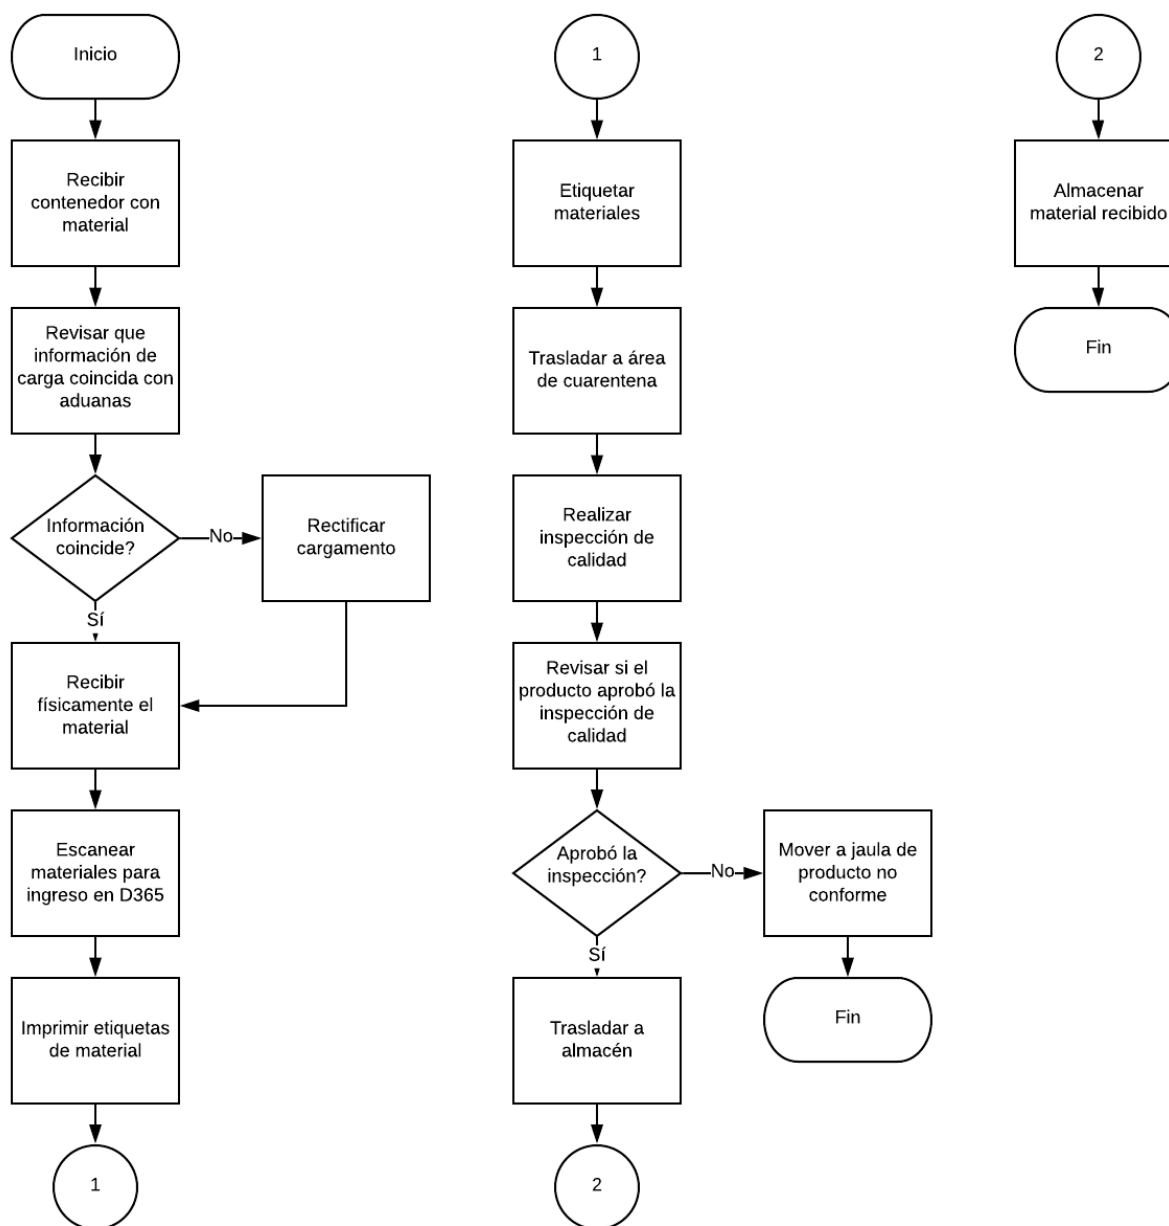 Inicio
Recibir
contenedor con
material
Revisar que
información de
carga coincida con
aduanas
Información
coincide?
No
Rectificar
cargamento
Sí
Recibir
físicamente el
material
Escanear
materiales para
ingreso en D365
Imprimir etiquetas
de material
1
1
Etiquetar
materiales
Trasladar a área
de cuarentena
Realizar
inspección de
calidad
Revisar si el
producto aprobó la
inspección de
calidad
Aprobó la
inspección?
No
Mover a jaula de
producto no
conforme
Fin
Sí
Trasladar a
almacén
2
2
Almacenar
material recibido
Fin